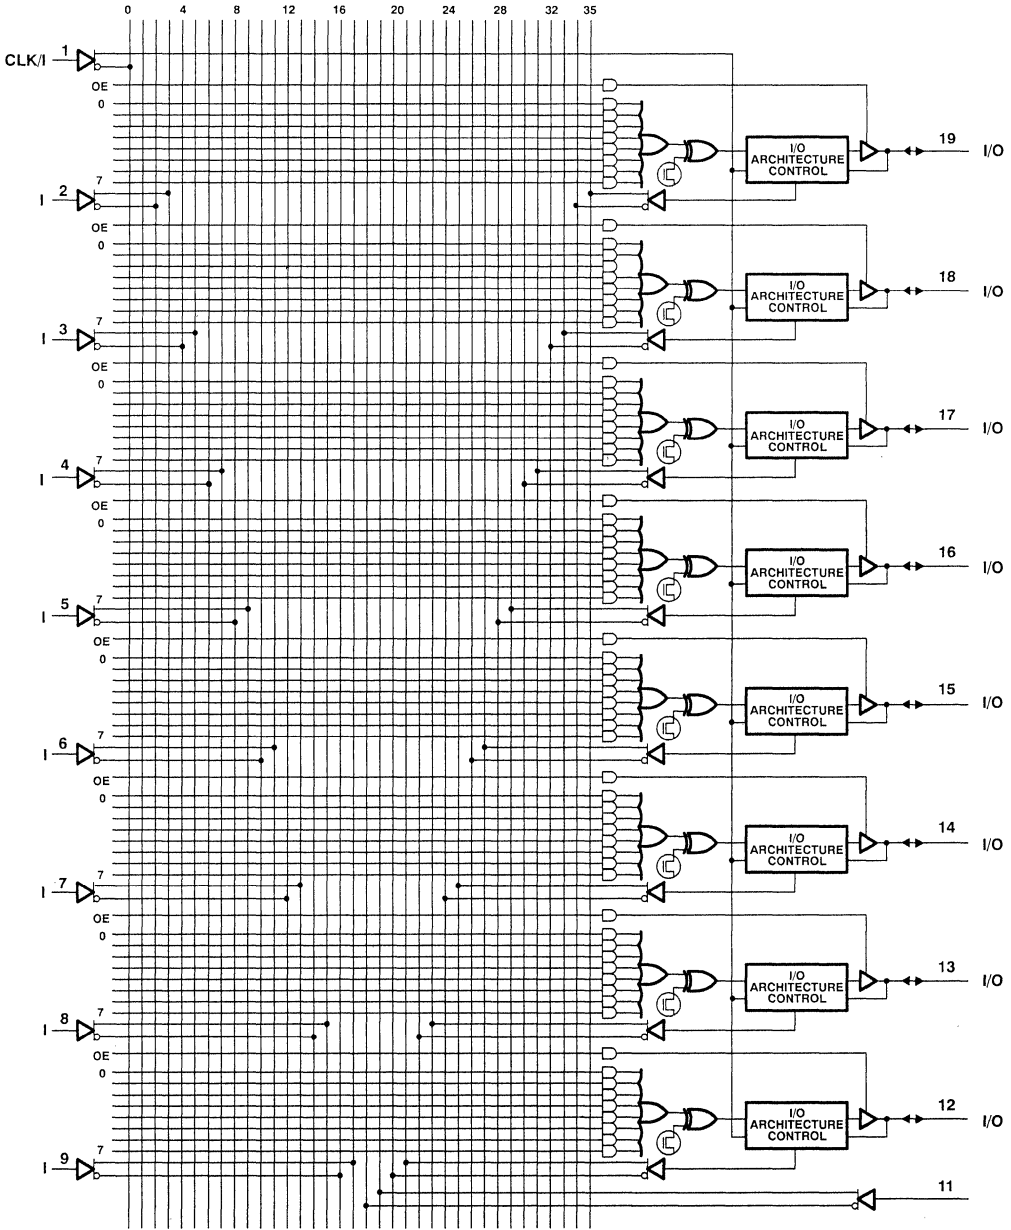 0 4 8 12 16 20 24 28 32 35
CLK/I 1
OE
0
19 I/O
I/O
ARCHITECTURE
CONTROL
7
I 2
OE
0
18 I/O
I/O
ARCHITECTURE
CONTROL
7
I 3
OE
0
17 I/O
I/O
ARCHITECTURE
CONTROL
7
I 4
OE
0
16 I/O
I/O
ARCHITECTURE
CONTROL
7
I 5
OE
0
15 I/O
I/O
ARCHITECTURE
CONTROL
7
I 6
OE
0
14 I/O
I/O
ARCHITECTURE
CONTROL
7
I 7
OE
0
13 I/O
I/O
ARCHITECTURE
CONTROL
7
I 8
OE
0
12 I/O
I/O
ARCHITECTURE
CONTROL
7
I 9
11